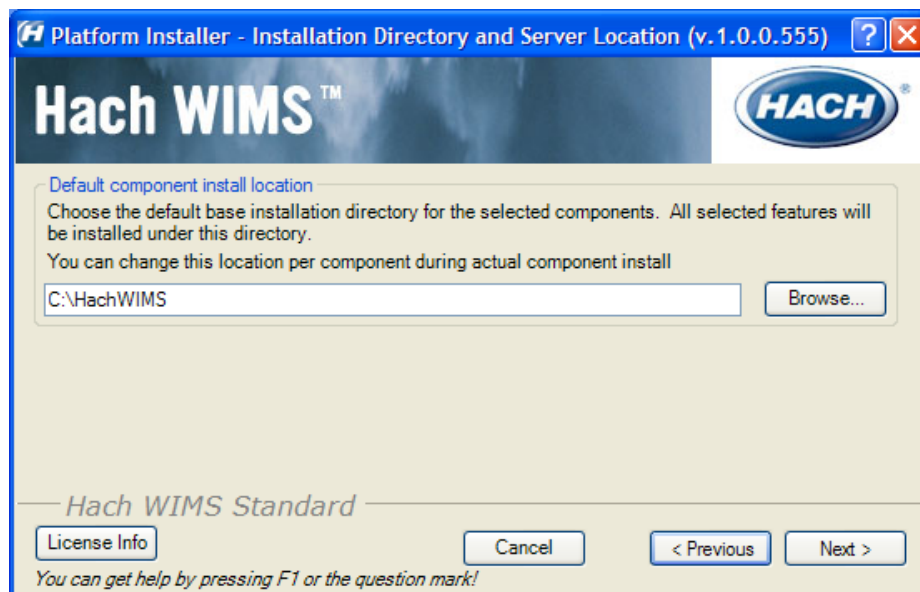 Platform Installer - Installation Directory and Server Location (v.1.0.0.555)
Hach WIMS™
HACH®
Default component install location
Choose the default base installation directory for the selected components. All selected features will
be installed under this directory.
You can change this location per component during actual component install
C:\HachWIMS
Browse...
Hach WIMS Standard
License Info
Cancel
< Previous
Next >
You can get help by pressing F1 or the question mark!